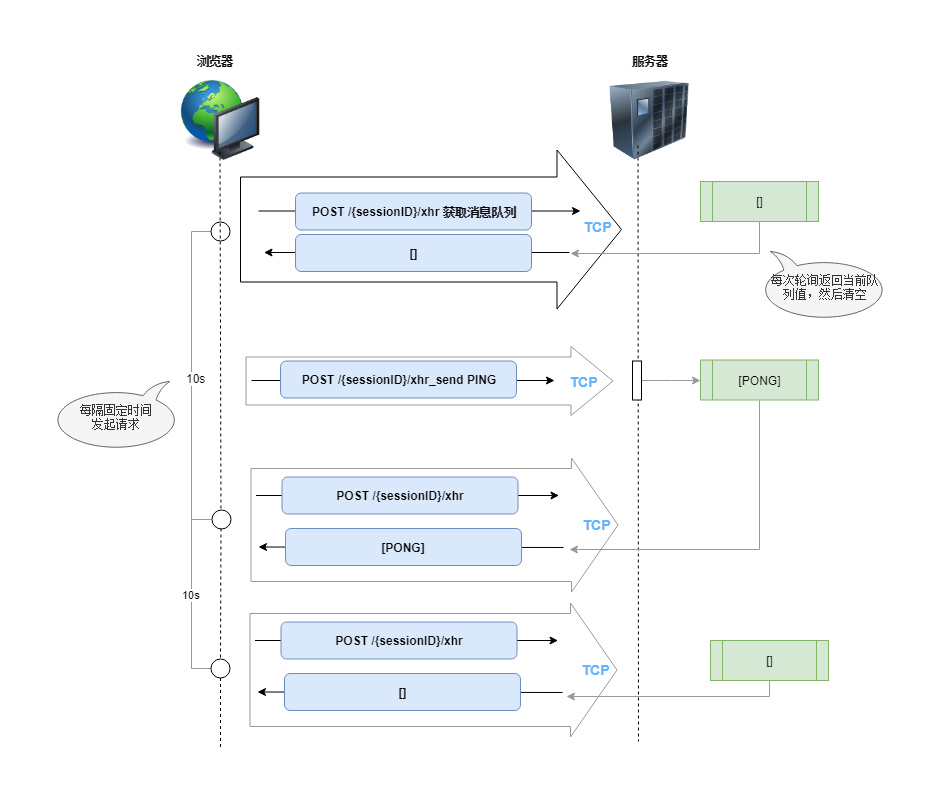 浏览器
服务器
POST /{sessionID}/xhr 获取消息队列
[]
TCP
[]
每次轮询返回当前队
列值，然后清空
10s
POST /{sessionID}/xhr_send PING
TCP
[PONG]
每隔固定时间
发起请求
POST /{sessionID}/xhr
TCP
[PONG]
10s
POST /{sessionID}/xhr
TCP
[]
[]